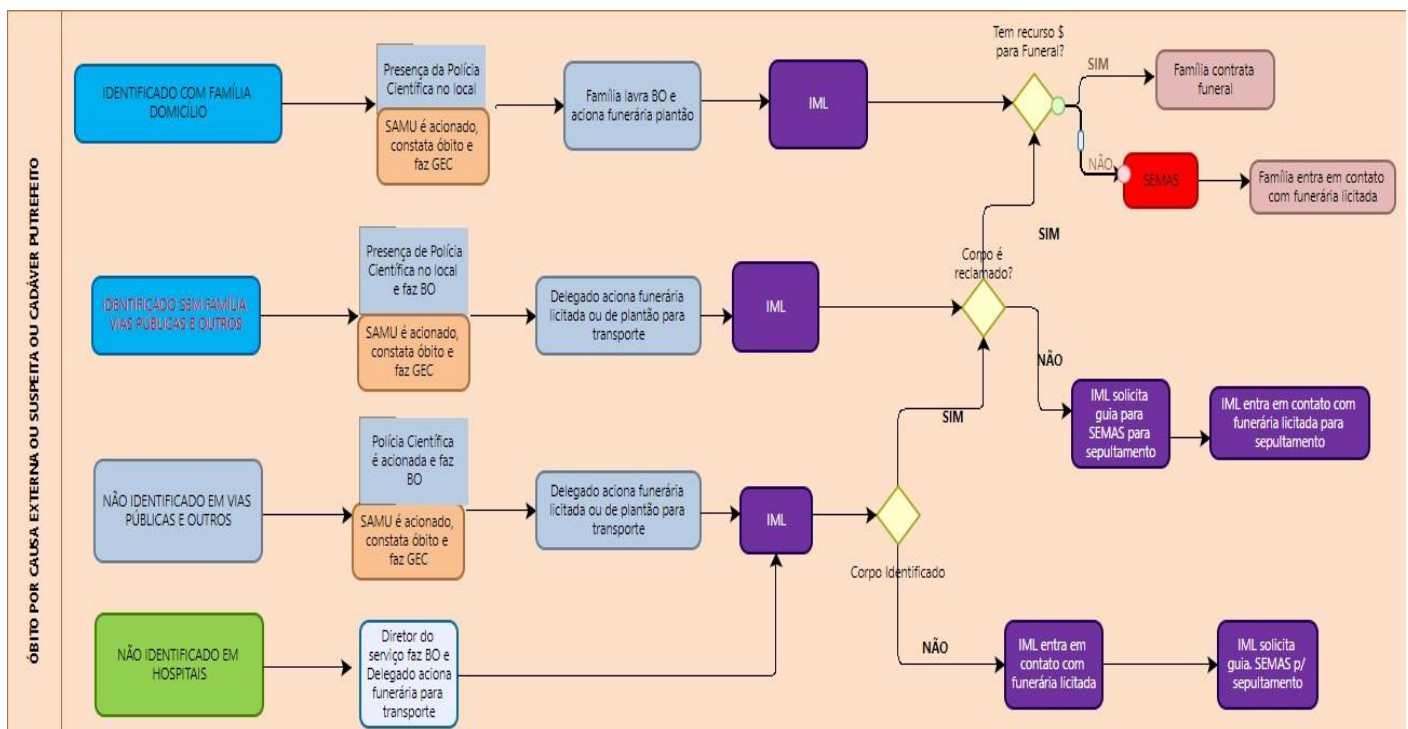 ÓBITO POR CAUSA EXTERNA OU SUSPEITA OU CADÁVER PUTREFEITO
IDENTIFICADO COM FAMÍLIA
DOMICÍLIO
Presença da Polícia
Científica no local
SAMU é acionado,
constata óbito e
faz GEC
Família lavra BO e
aciona funerária plantão
IML
Tem recurso $
para Funeral?
SIM
Família contrata
funeral
NÃO
SEMAS
Família entra em contato
com funerária licitada
IDENTIFICADO SEM FAMÍLIA
VIAS PÚBLICAS E OUTROS
Presença de Polícia
Científica no local
e faz BO
SAMU é acionado,
constata óbito e
faz GEC
Delegado aciona funerária
licitada ou de plantão para
transporte
IML
Corpo é
reclamado?
SIM
NÃO
IML solicita
guia para
SEMAS para
sepultamento
IML entra em contato com
funerária licitada para
sepultamento
NÃO IDENTIFICADO EM VIAS
PÚBLICAS E OUTROS
Polícia Científica
é acionada e faz
BO
SAMU é acionado,
constata óbito e
faz GEC
Delegado aciona funerária
licitada ou de plantão para
transporte
IML
Corpo Identificado
SIM
NÃO
IML entra em
contato com
funerária licitada
IML solicita
guia. SEMAS p/
sepultamento
NÃO IDENTIFICADO EM
HOSPITAIS
Diretor do
serviço faz BO e
Delegado aciona
funerária para
transporte